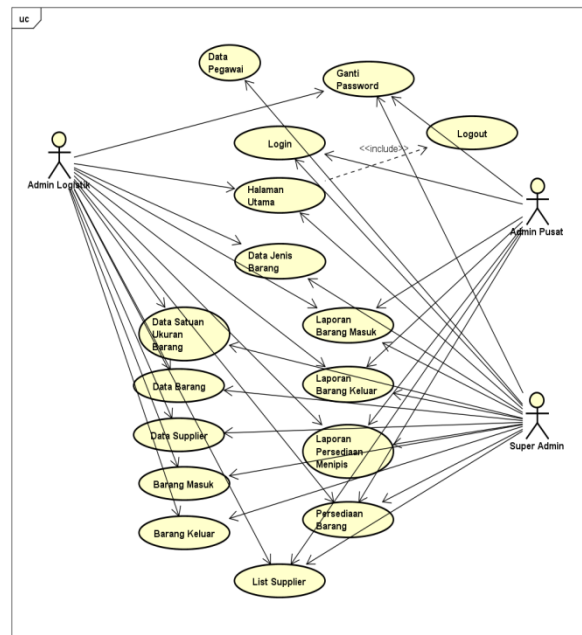 uc
Data
Pegawai
Ganti
Password
Login
<<include>>
Logout
Admin Logistik
Halaman
Utama
Admin Pusat
Data Jenis
Barang
Data Satuan
Ukuran
Barang
Laporan
Barang Masuk
Data Barang
Laporan
Barang Keluar
Data Supplier
Laporan
Persediaan
Menipis
Super Admin
Barang Masuk
Persediaan
Barang
Barang Keluar
List Supplier